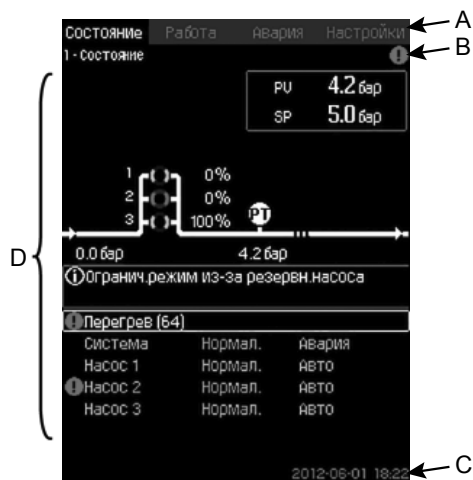 Состояние Работа Авария Настройки A
1 - Состояние B
PV 4.2 бар
SP 5.0 бар
1 0%
2 0%
3 100% PT
D
0.0 бар 4.2 бар
Огранич.режим из-за резервн.насоса
Перегрев (64)
Система Нормал. Авария
Насос 1 Нормал. Авто
Насос 2 Нормал. Авто
Насос 3 Нормал. Авто
2012-06-01 18:22 C